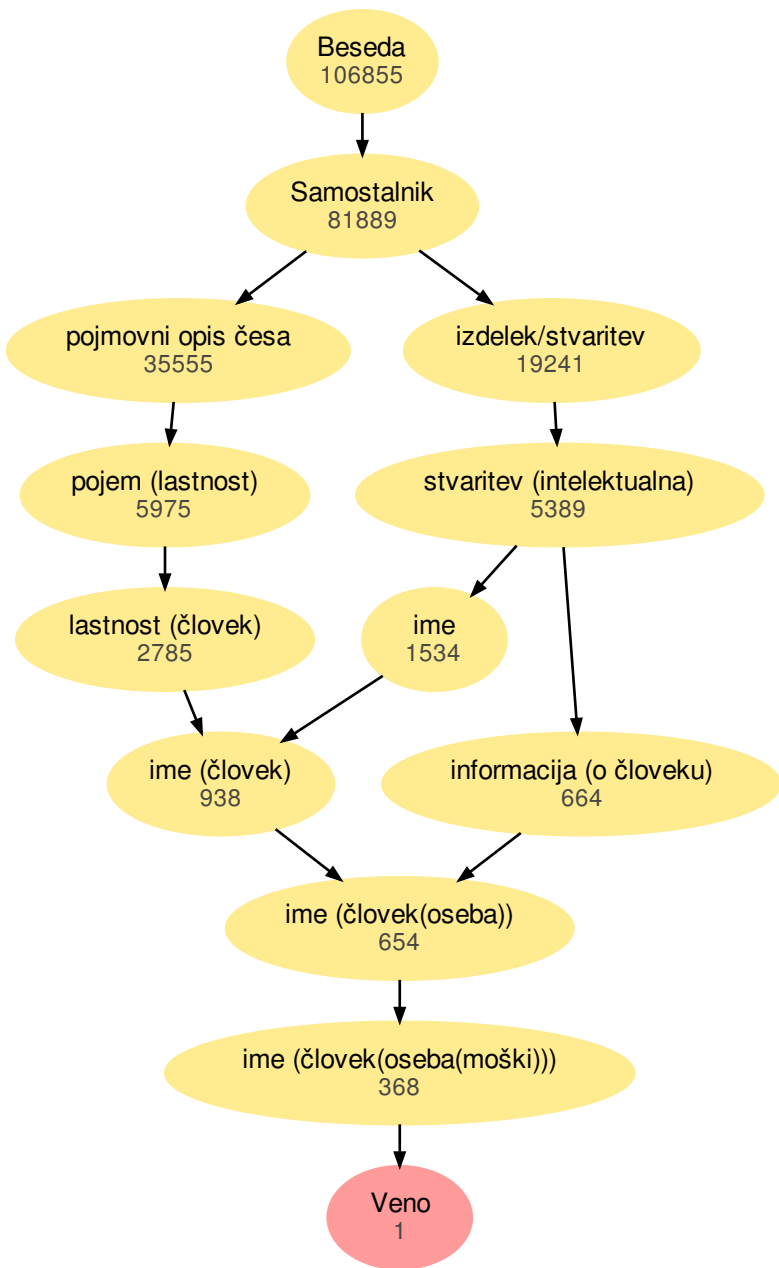 Beseda
106855
Samostalnik
81889
pojmovni opis česa
35555
izdelek/stvaritev
19241
pojem (lastnost)
5975
stvaritev (intelektualna)
5389
lastnost (človek)
2785
ime
1534
ime (človek)
938
informacija (o človeku)
664
ime (človek(oseba))
654
ime (človek(oseba(moški)))
368
Veno
1